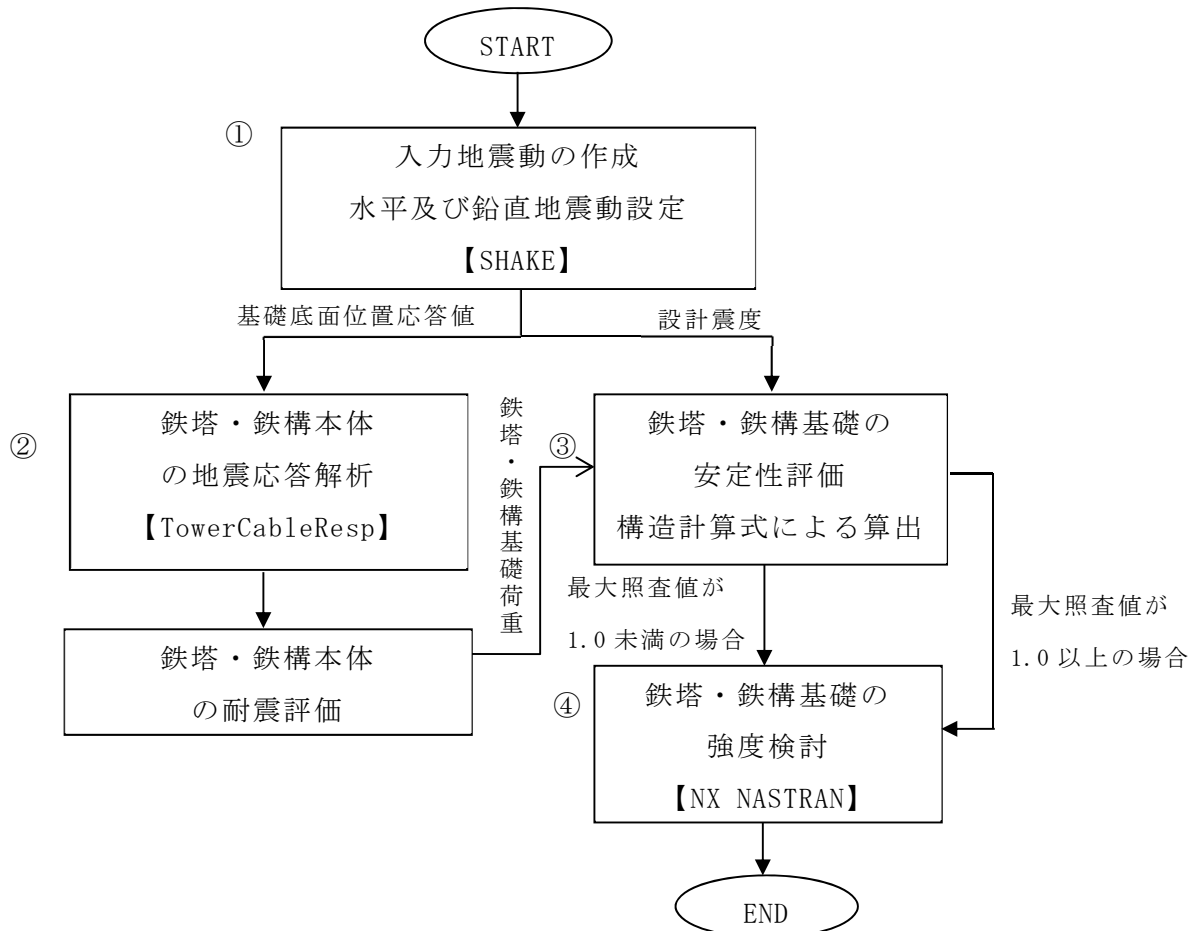 START
①
入力地震動の作成
水平及び鉛直地震動設定
【SHAKE】
基礎底面位置応答値
設計震度
②
鉄塔・鉄構本体
の地震応答解析
【TowerCableResp】
鉄塔・鉄構基礎荷重
③
鉄塔・鉄構基礎の
安定性評価
構造計算式による算出
鉄塔・鉄構本体
の耐震評価
最大照査値が
1.0 未満の場合
最大照査値が
1.0 以上の場合
④
鉄塔・鉄構基礎の
強度検討
【NX NASTRAN】
END